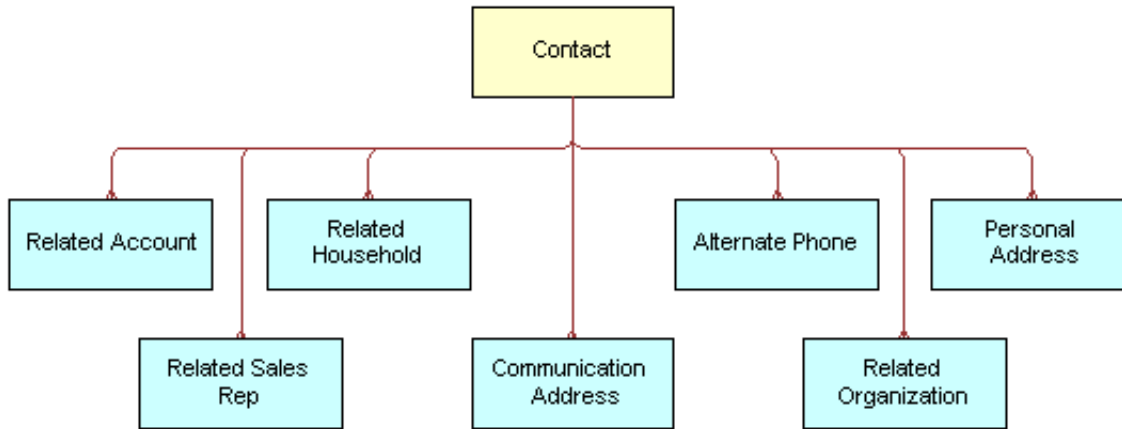 Contact
Related Account
Related
Household
Alternate Phone
Personal
Address
Related Sales
Rep
Communication
Address
Related
Organization